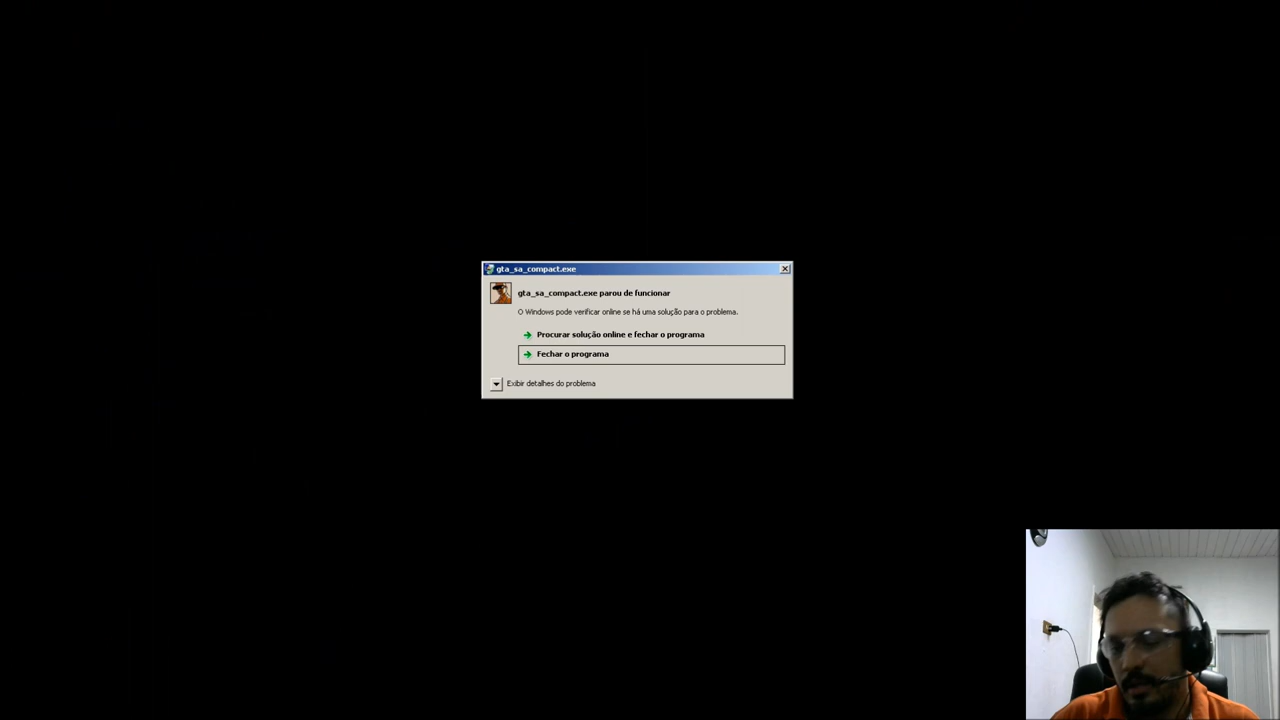 gta_sa_compact.exe
gta_sa_compact.exe parou de funcionar
O Windows pode verificar online se há uma solução para o problema.
Procurar solução online e fechar o programa
Fechar o programa
Exibir detalhes do problema